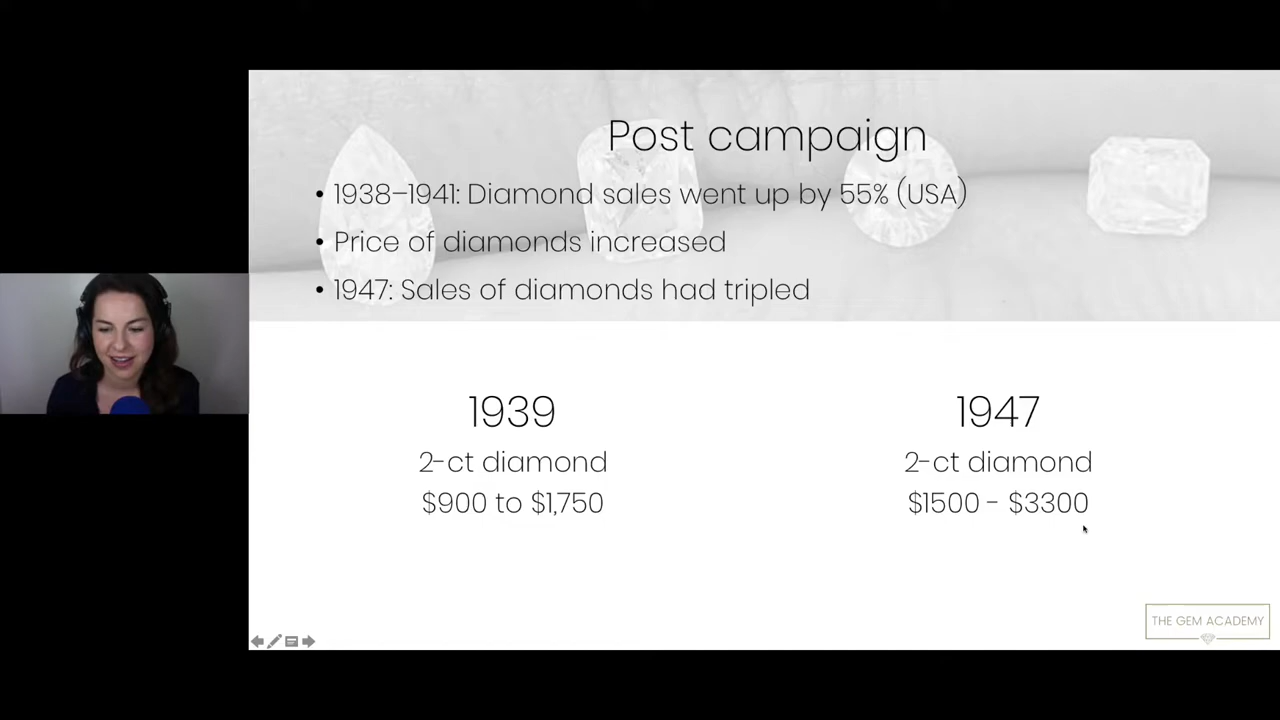 Post campaign
• 1938–1941: Diamond sales went up by 55% (USA)
• Price of diamonds increased
• 1947: Sales of diamonds had tripled
1939
2-ct diamond
$900 to $1,750
1947
2-ct diamond
$1500 - $3300
THE GEM ACADEMY